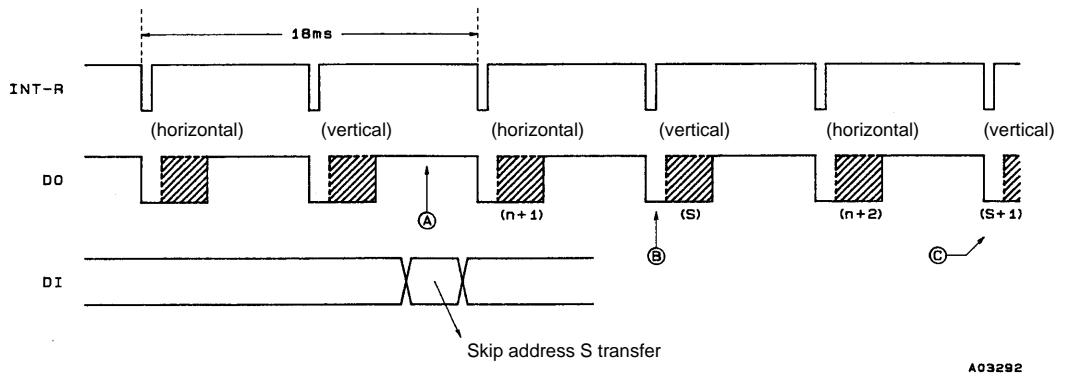 18ms
INT-R
(horizontal) (vertical) (horizontal) (vertical) (horizontal) (vertical)
DO
(n+1) (S) (n+2) (S+1)
A
B
C
DI
Skip address S transfer
A03292